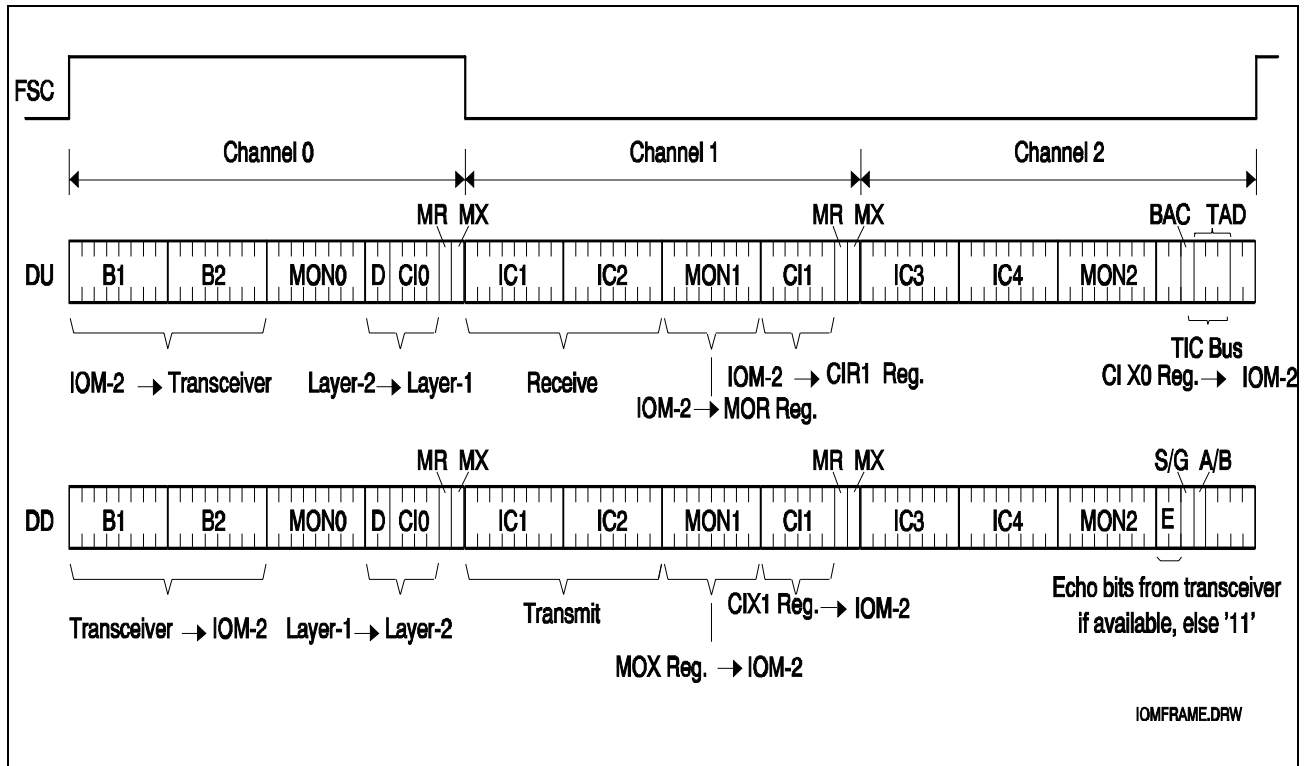 FSC
Channel 0 Channel 1 Channel 2
MR MX MR MX BAC TAD
DU B1 B2 MON0 D CI0 IC1 IC2 MON1 CI1 IC3 IC4 MON2
TIC Bus
IOM-2 → Transceiver Layer-2 → Layer-1 Receive IOM-2 → CIR1 Reg. CI X0 Reg. → IOM-2
IOM-2 → MOR Reg.
MR MX MR MX S/G A/B
DD B1 B2 MON0 D CI0 IC1 IC2 MON1 CI1 IC3 IC4 MON2 E
Transmit CIX1 Reg. → IOM-2 Echo bits from transceiver
Transceiver → IOM-2 Layer-1 → Layer-2 if available, else '11'
MOX Reg. → IOM-2
IOMFRAME.DRW